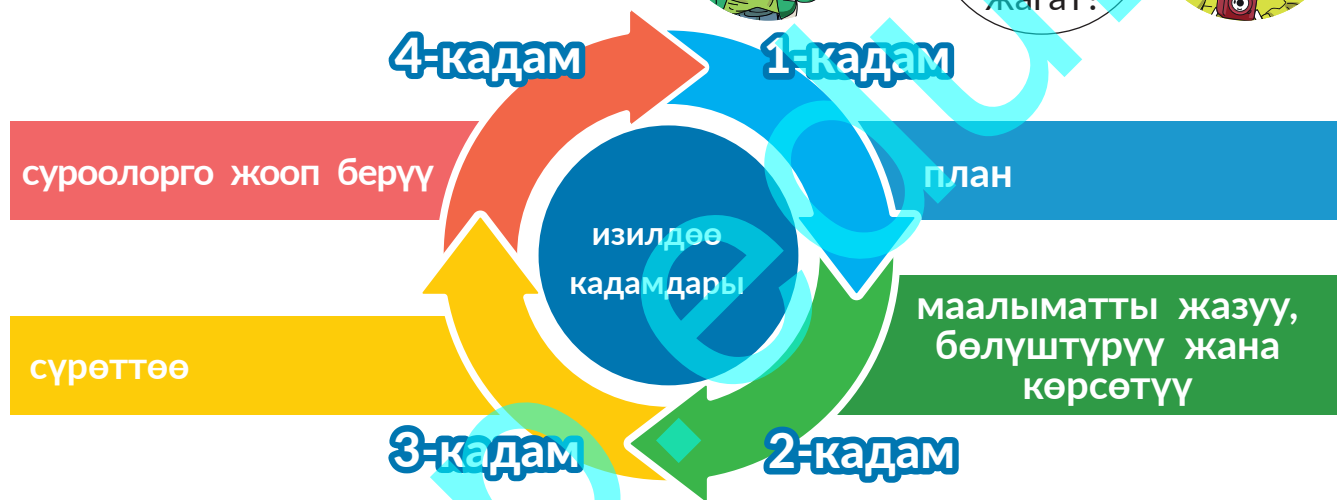 жагат?
4-кадам
1-кадам
суроолорго жооп берүү
план
изилдөө
кадамдары
маалыматты жазуу,
бөлүштүрүү жана
көрсөтүү
сүрөттөө
3-кадам
2-кадам